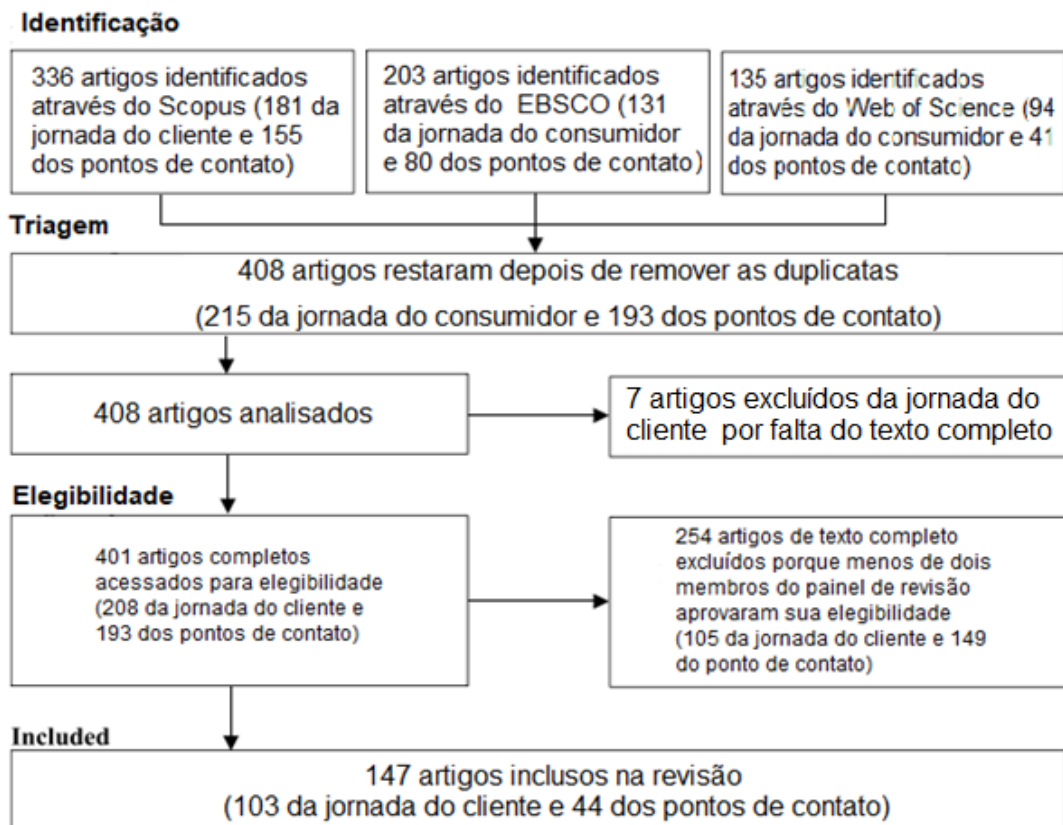 Identificação
336 artigos identificados
através do Scopus (181 da
jornada do cliente e 155
dos pontos de contato)
203 artigos identificados
através do EBSCO (131
da jornada do consumidor
e 80 dos pontos de contato)
135 artigos identificados
através do Web of Science (94
da jornada do consumidor e 41
dos pontos de contato)
Triagem
408 artigos restaram depois de remover as duplicatas
(215 da jornada do consumidor e 193 dos pontos de contato)
408 artigos analisados
7 artigos excluídos da jornada do
cliente por falta do texto completo
Elegibilidade
401 artigos completos
acessados para elegibilidade
(208 da jornada do cliente e
193 dos pontos de contato)
254 artigos de texto completo
excluídos porque menos de dois
membros do painel de revisão
aprovaram sua elegibilidade
(105 da jornada do cliente e 149
do ponto de contato)
Included
147 artigos inclusos na revisão
(103 da jornada do cliente e 44 dos pontos de contato)